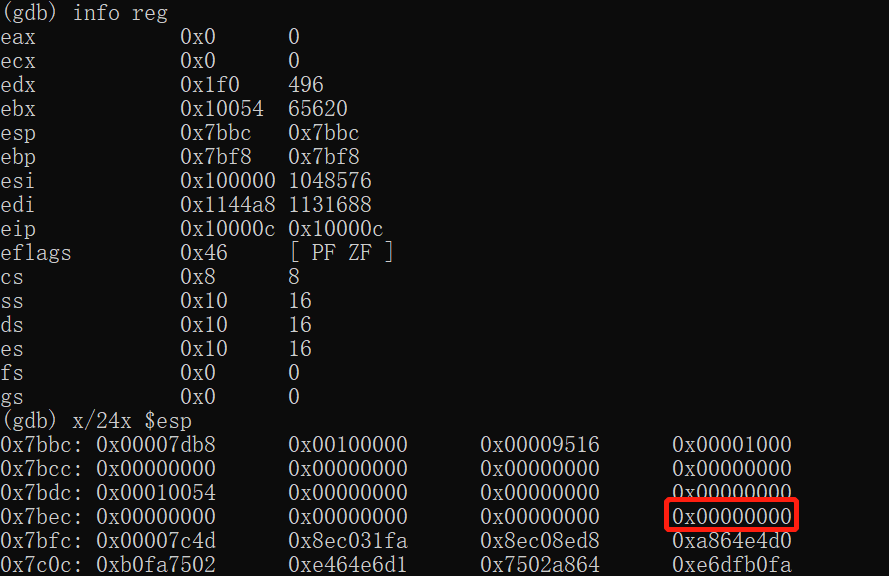 (gdb) info reg
eax 0x0 0
ecx 0x0 0
edx 0x1f0 496
ebx 0x10054 65620
esp 0x7bbc 0x7bbc
ebp 0x7bf8 0x7bf8
esi 0x100000 1048576
edi 0x1144a8 1131688
eip 0x10000c 0x10000c
eflags 0x46 [ PF ZF ]
cs 0x8 8
ss 0x10 16
ds 0x10 16
es 0x10 16
fs 0x0 0
gs 0x0 0
(gdb) x/24x $esp
0x7bbc: 0x00007db8 0x00100000 0x00009516 0x00001000
0x7bcc: 0x00000000 0x00000000 0x00000000 0x00000000
0x7bdc: 0x00010054 0x00000000 0x00000000 0x00000000
0x7bec: 0x00000000 0x00000000 0x00000000 0x00000000
0x7bfc: 0x00007c4d 0x8ec031fa 0x8ec08ed8 0xa864e4d0
0x7c0c: 0xb0fa7502 0xe464e6d1 0x7502a864 0xe6dfb0fa